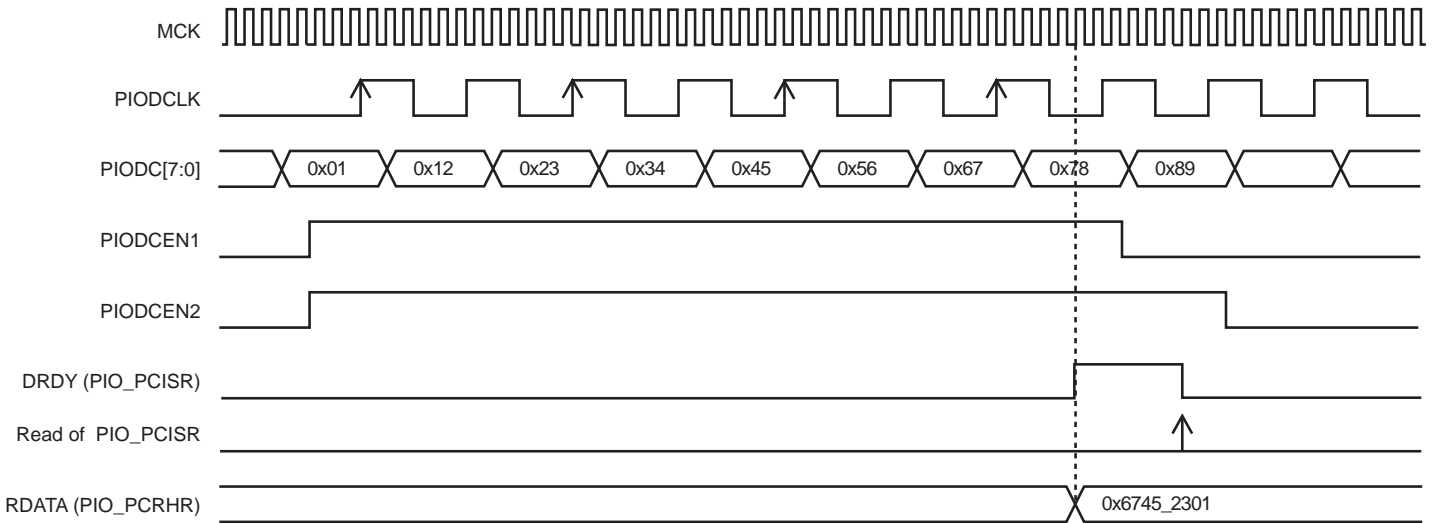 MCK
PIODCLK
PIODC[7:0] 0x01 0x12 0x23 0x34 0x45 0x56 0x67 0x78 0x89
PIODCEN1
PIODCEN2
DRDY (PIO_PCISR)
Read of PIO_PCISR
RDATA (PIO_PCRHR) 0x6745_2301